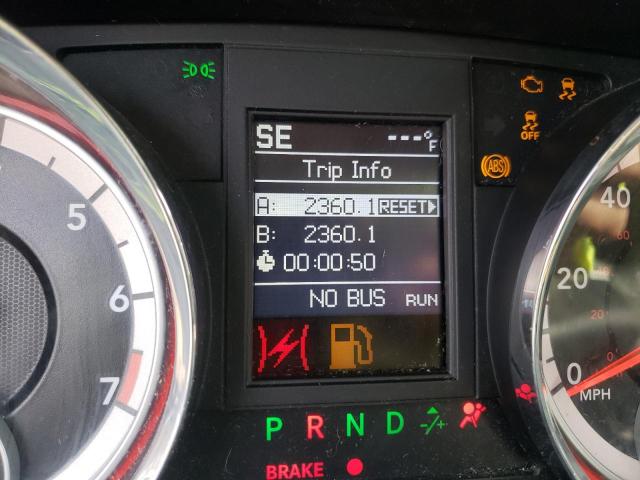 SE ---°F
Trip Info
A: 2360.1 RESET
B: 2360.1
00:00:50
NO BUS RUN
OFF
ABS
5
6
7
40
20
0
MPH
P R N D -/+
BRAKE